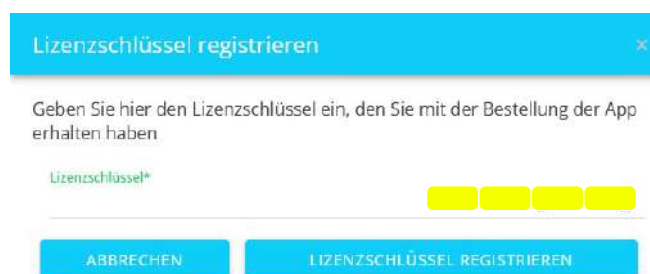 Lizenzschlüssel registrieren ×
Geben Sie hier den Lizenzschlüssel ein, den Sie mit der Bestellung der App
erhalten haben
Lizenzschlüssel*
ABBRECHEN LIZENZSCHLÜSSEL REGISTRIEREN